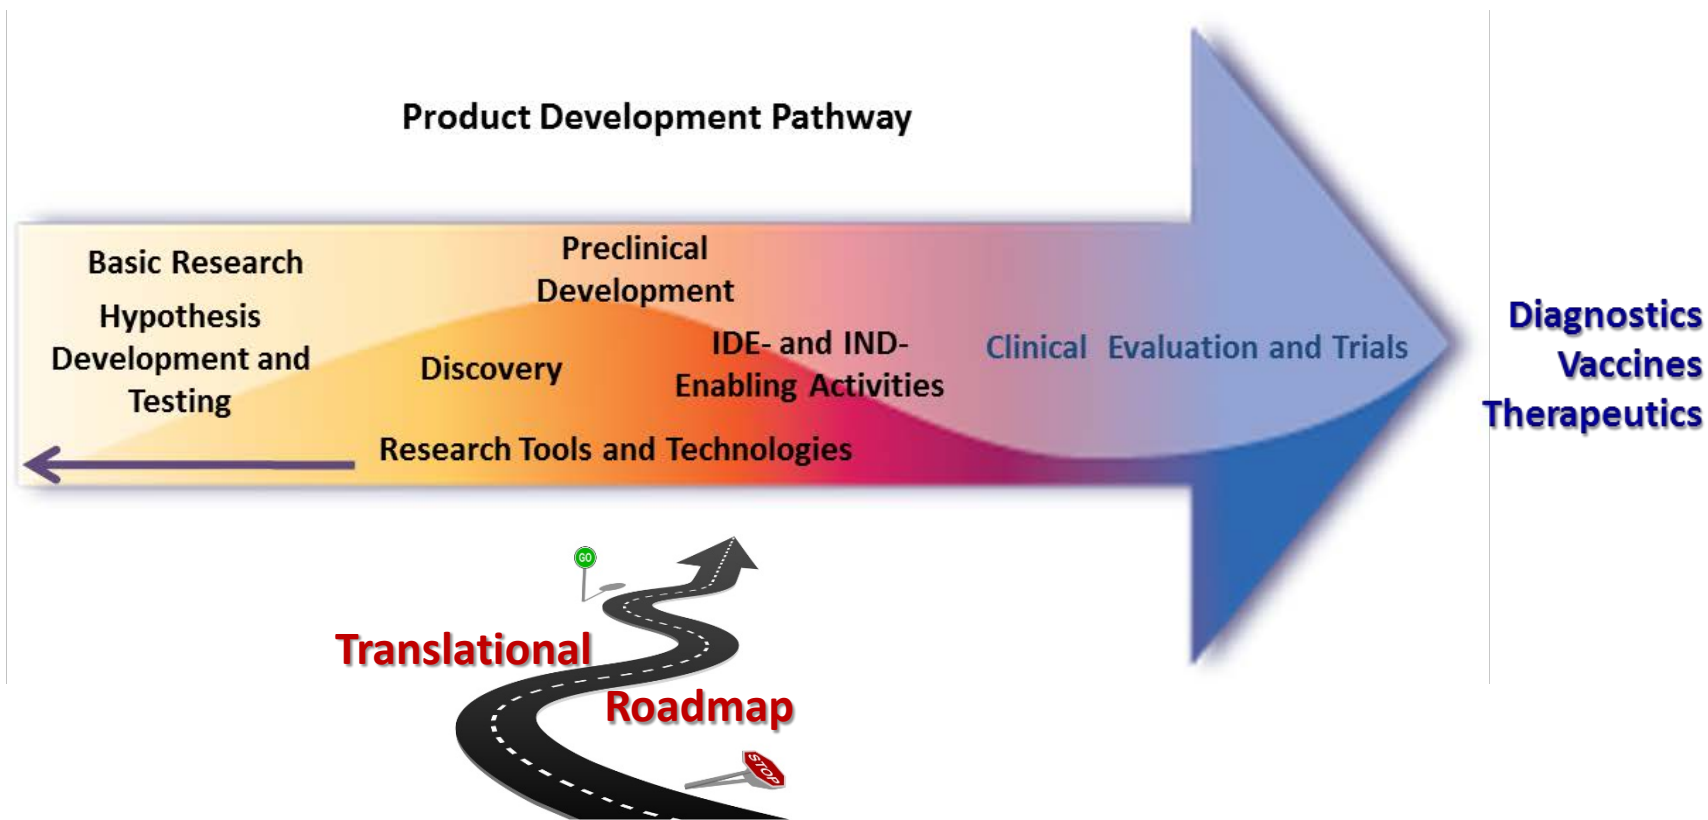 Product Development Pathway
Basic Research
Hypothesis
Development and
Testing
Preclinical
Development
Discovery
IDE- and IND-
Enabling Activities
Research Tools and Technologies
Clinical Evaluation and Trials
Diagnostics
Vaccines
Therapeutics
GO
Translational
Roadmap
STOP